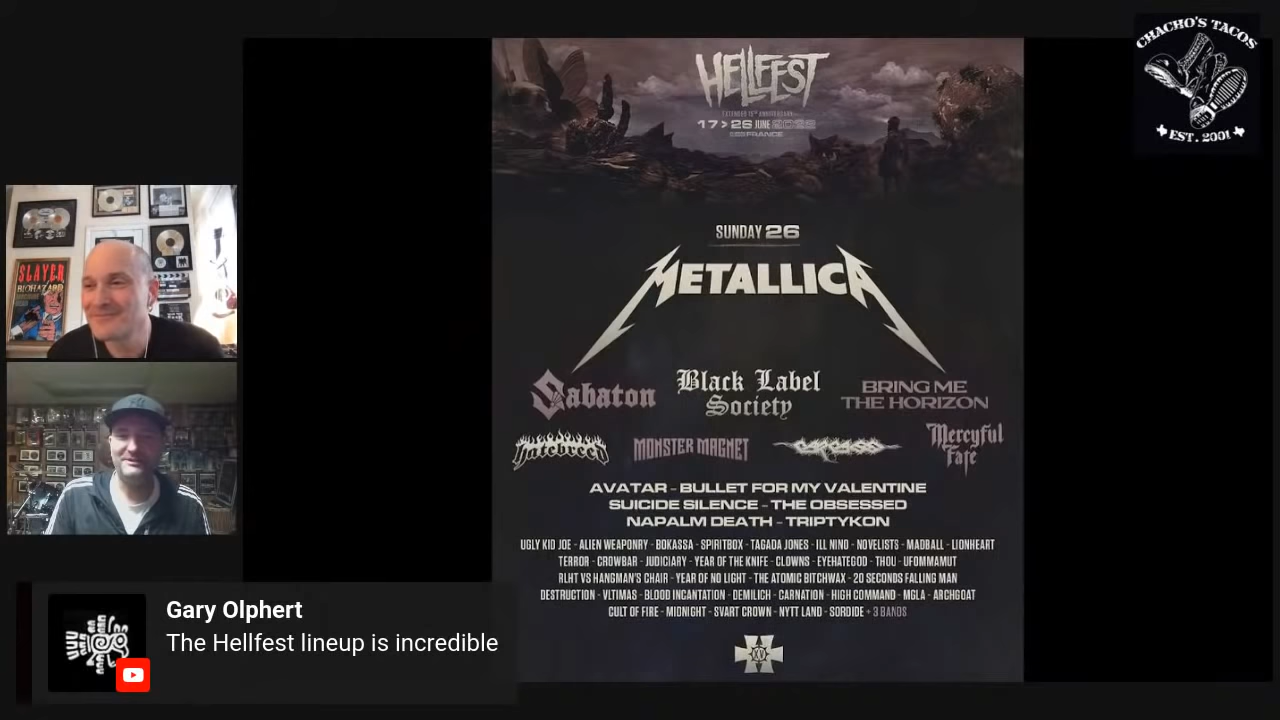 CHACHO'S TACOS
EST. 2001
HELLFEST
17 > 26 JUNE 2022
FRANCE
SUNDAY 26
METALLICA
Sabaton
Black Label
Society
BRING ME
THE HORIZON
Hatebreed
MONSTER MAGNET
CARCASS
Mercyful
Fate
AVATAR - BULLET FOR MY VALENTINE
SUICIDE SILENCE - THE OBSESSED
NAPALM DEATH - TRIPTYKON
UGLY KID JOE - ALIEN WEAPONRY - BOKASSA - SPIRITBOX - TAGADA JONES - ILL NINO - NOVELISTS - MADBALL - LIONHEART
TERROR - CROWBAR - JUDICIARY - YEAR OF THE KNIFE - CLOWNS - EYEHATEGOD - THOU - UFOMMAMUT
RLHT VS HANGMAN'S CHAIR - YEAR OF NO LIGHT - THE ATOMIC BITCHWAX - 20 SECONDS FALLING MAN
DESTRUCTION - VLTIMAS - BLOOD INCANTATION - DEMILICH - CARNATION - HIGH COMMAND - MGLA - ARCHGOAT
CULT OF FIRE - MIDNIGHT - SVART CROWN - NYTT LAND - SORDIDE + 3 BANDS
XV
SLAYER
BIOHAZARD
Gary Olphert
The Hellfest lineup is incredible